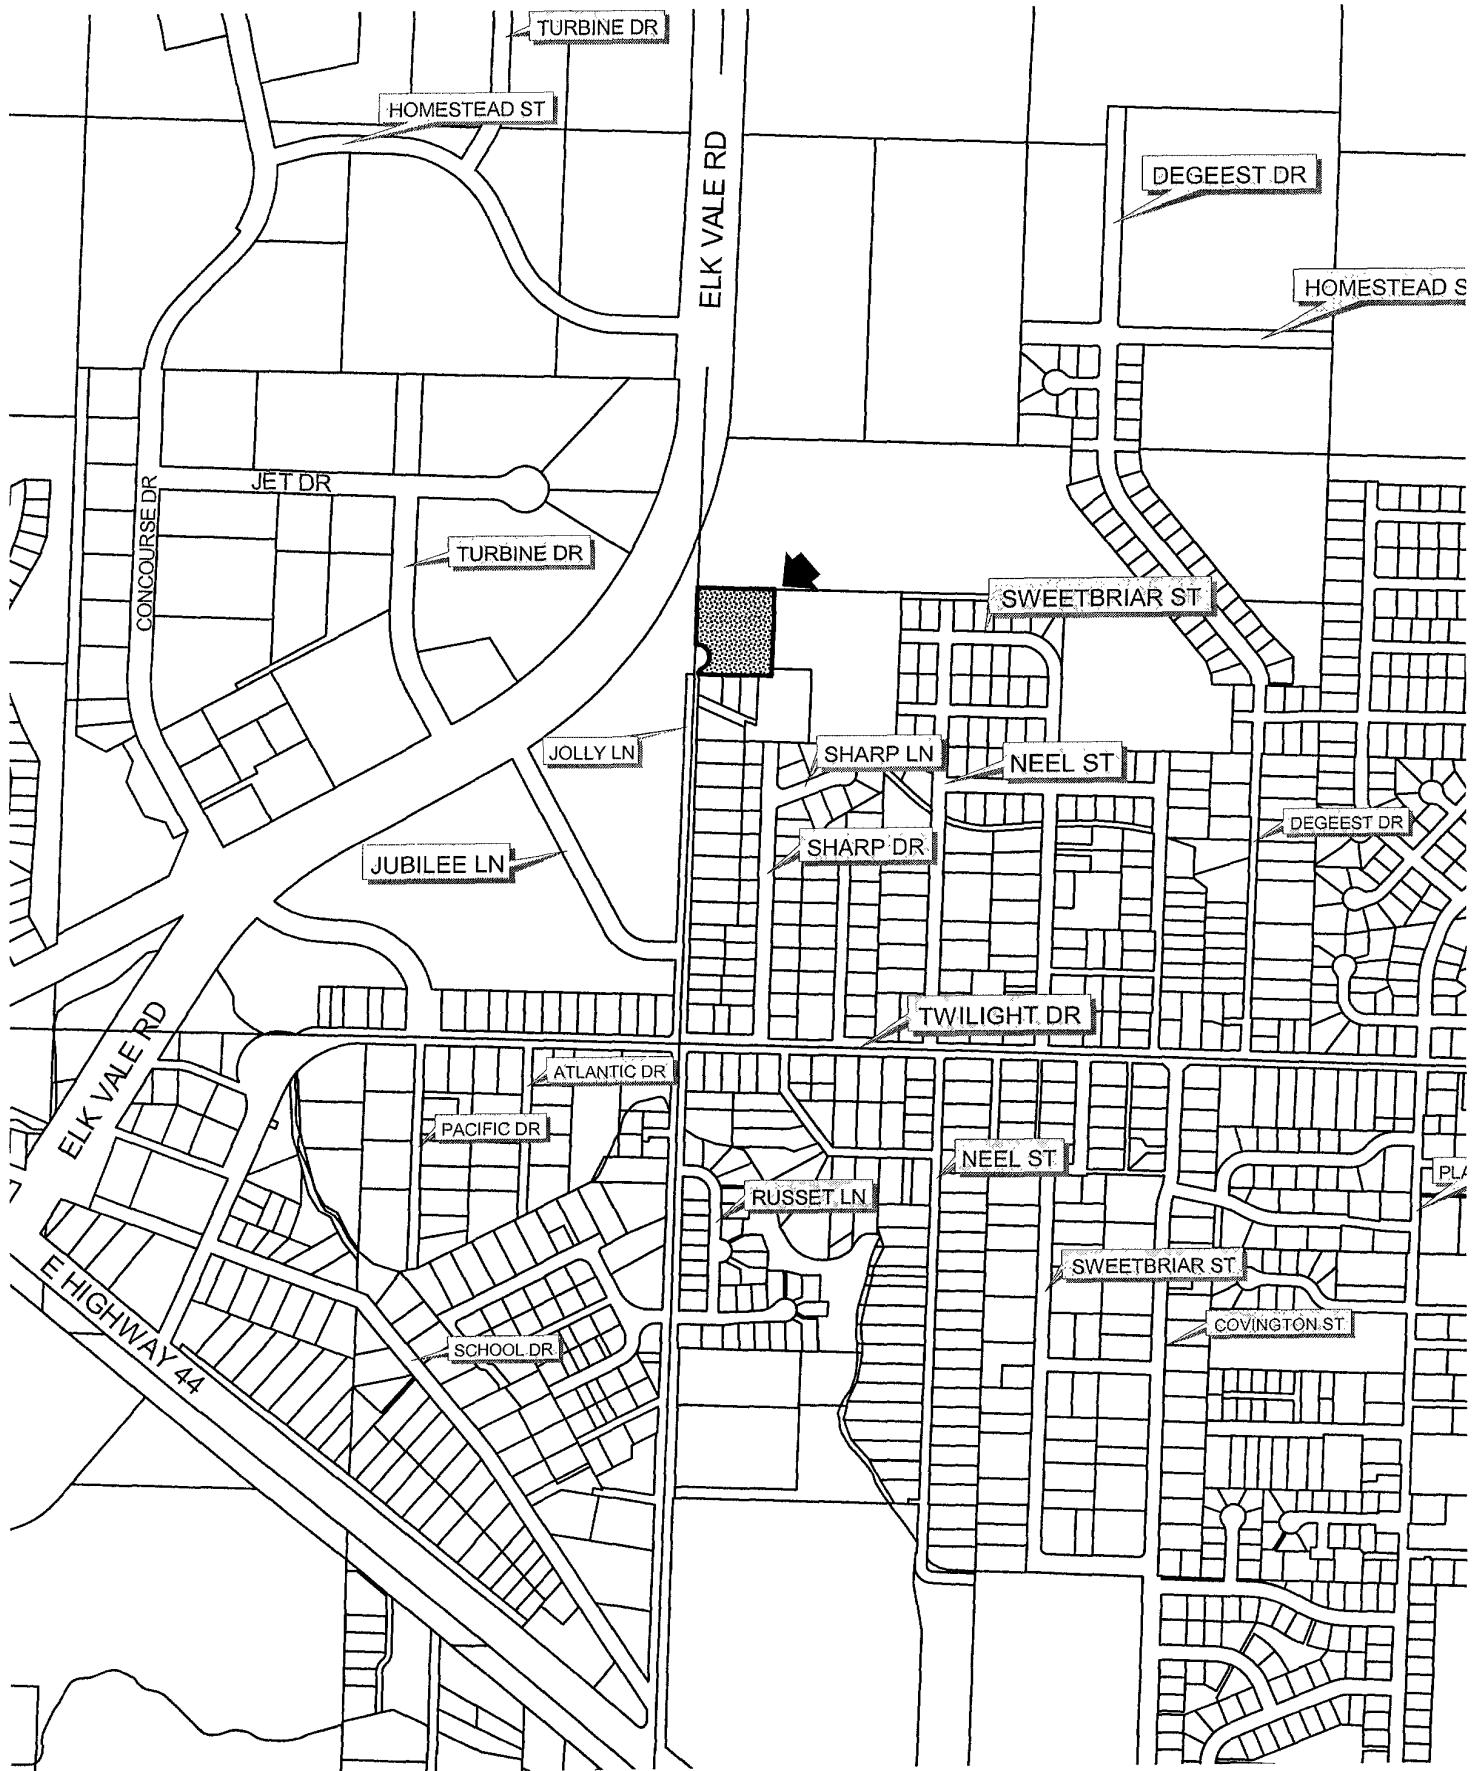 TURBINE DR
HOMESTEAD ST
ELK VALE RD
DEGEEST DR
HOMESTEAD S
JET DR
CONCOURSE DR
TURBINE DR
SWEETBRIAR ST
JOLLY LN
SHARP LN
NEEL ST
DEGEEST DR
SHARP DR
JUBILEE LN
TWILIGHT DR
ELK VALE RD
ATLANTIC DR
PACIFIC DR
NEEL ST
PLA
RUSSET LN
SWEETBRIAR ST
E HIGHWAY 44
COVINGTON ST
SCHOOL DR